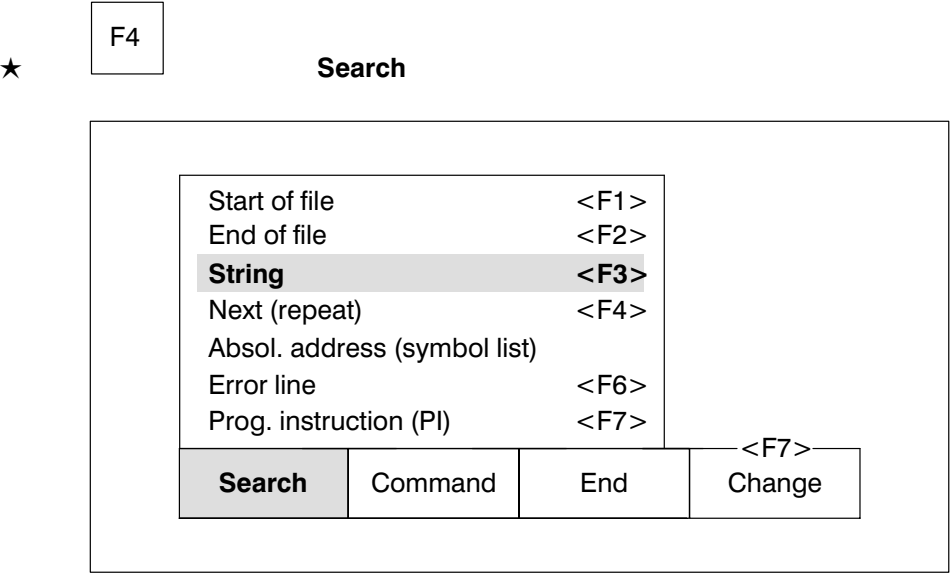 F4
★ Search
Start of file <F1>
End of file <F2>
String <F3>
Next (repeat) <F4>
Absol. address (symbol list)
Error line <F6>
Prog. instruction (PI) <F7>
<F7>
Search Command End Change